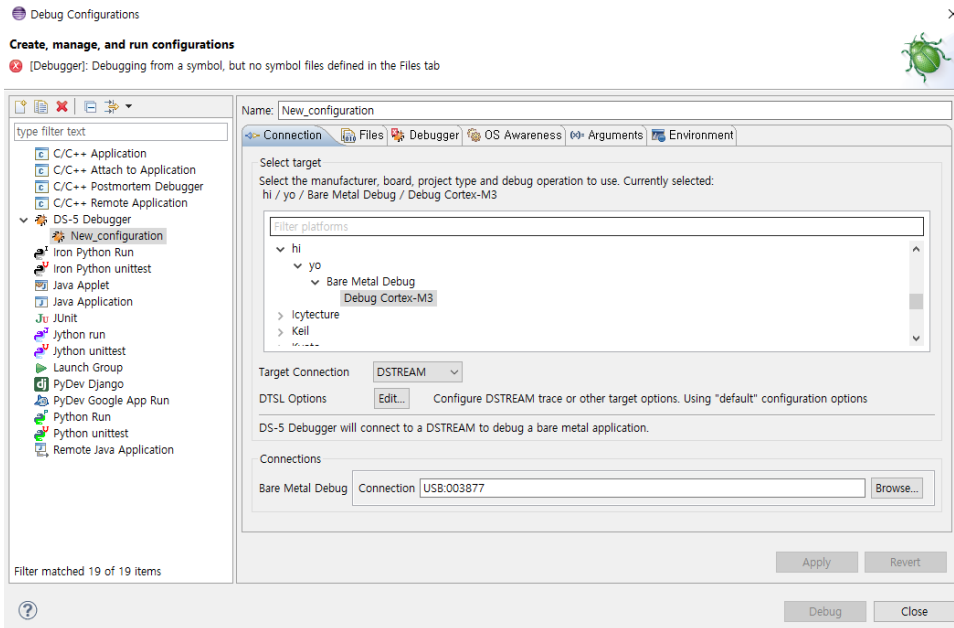 Debug Configurations
Create, manage, and run configurations
[Debugger]: Debugging from a symbol, but no symbol files defined in the Files tab
type filter text
C/C++ Application
C/C++ Attach to Application
C/C++ Postmortem Debugger
C/C++ Remote Application
DS-5 Debugger
New_configuration
Iron Python Run
Iron Python unittest
Java Applet
Java Application
JUnit
Jython run
Jython unittest
Launch Group
PyDev Django
PyDev Google App Run
Python Run
Python unittest
Remote Java Application
Filter matched 19 of 19 items
Name: New_configuration
Connection Files Debugger OS Awareness Arguments Environment
Select target
Select the manufacturer, board, project type and debug operation to use. Currently selected:
hi / yo / Bare Metal Debug / Debug Cortex-M3
Filter platforms
hi
yo
Bare Metal Debug
Debug Cortex-M3
Icytecture
Keil
Target Connection DSTREAM
DTSL Options Edit... Configure DSTREAM trace or other target options. Using "default" configuration options
DS-5 Debugger will connect to a DSTREAM to debug a bare metal application.
Connections
Bare Metal Debug Connection USB:003877 Browse...
Apply Revert
Debug Close